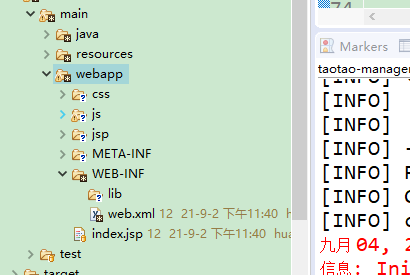 main
java
resources
webapp
css
js
jsp
META-INF
WEB-INF
lib
web.xml 12 21-9-2 下午11:40
index.jsp 12 21-9-2 下午11:40
test
target
Markers
taotao-manager
[INFO]
[INFO]
[INFO]
[INFO] -
[INFO]
[INFO]
[INFO]
九月 04, 2
信息: Ini